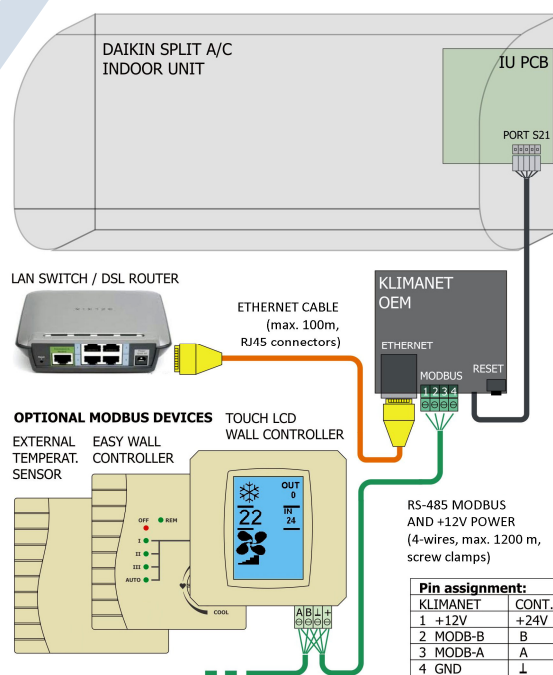 DAIKIN SPLIT A/C
INDOOR UNIT
IU PCB
PORT S21
LAN SWITCH / DSL ROUTER
ETHERNET CABLE
(max. 100m,
RJ45 connectors)
KLIMANET
OEM
ETHERNET
MODBUS
RESET
1 2 3 4
OPTIONAL MODBUS DEVICES
EXTERNAL
TEMPERAT.
SENSOR
EASY WALL
CONTROLLER
TOUCH LCD
WALL CONTROLLER
OFF
REM
I
II
III
AUTO
COOL
OUT
0
22
IN
24
A B ⊥ +
RS-485 MODBUS
AND +12V POWER
(4-wires, max. 1200 m,
screw clamps)
Pin assignment:
KLIMANET CONT.
1 +12V +24V
2 MODB-B B
3 MODB-A A
4 GND ⊥